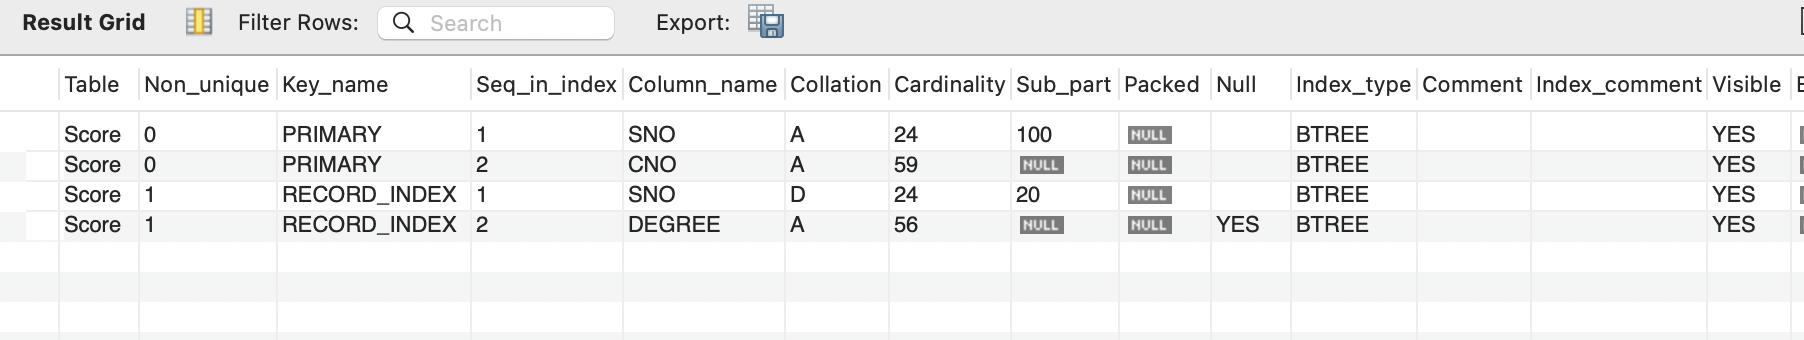 Result Grid Filter Rows: Search Export:
Table Non_unique Key_name Seq_in_index Column_name Collation Cardinality Sub_part Packed Null Index_type Comment Index_comment Visible
Score 0 PRIMARY 1 SNO A 24 100 NULL BTREE YES
Score 0 PRIMARY 2 CNO A 59 NULL NULL BTREE YES
Score 1 RECORD_INDEX 1 SNO D 24 20 NULL BTREE YES
Score 1 RECORD_INDEX 2 DEGREE A 56 NULL NULL YES BTREE YES